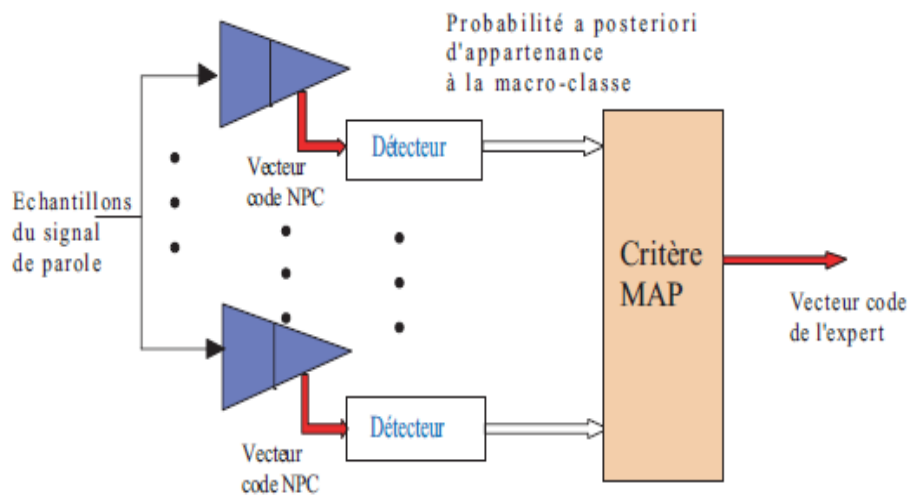 Probabilité a posteriori
d'appartenance
à la macro-classe
Détecteur
Vecteur
code NPC
Echantillons
du signal
de parole
Critère
MAP
Vecteur code
de l'expert
Détecteur
Vecteur
code NPC